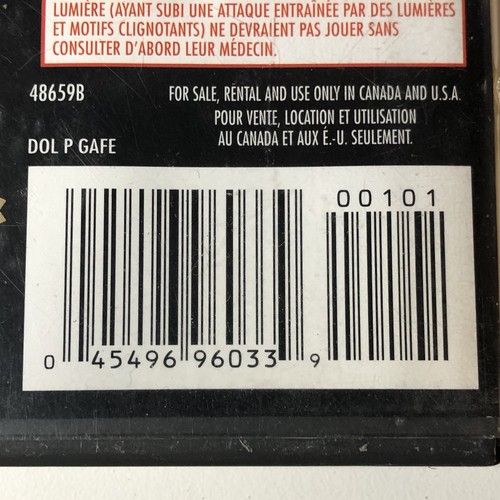 LUMIÈRE (AYANT SUBI UNE ATTAQUE ENTRAÎNÉE PAR DES LUMIÈRES
ET MOTIFS CLIGNOTANTS) NE DEVRAIENT PAS JOUER SANS
CONSULTER D'ABORD LEUR MÉDECIN.
48659B
FOR SALE, RENTAL AND USE ONLY IN CANADA AND U.S.A.
POUR VENTE, LOCATION ET UTILISATION
AU CANADA ET AUX É.-U. SEULEMENT.
DOL P GAFE
00101
0 45496 96033 9